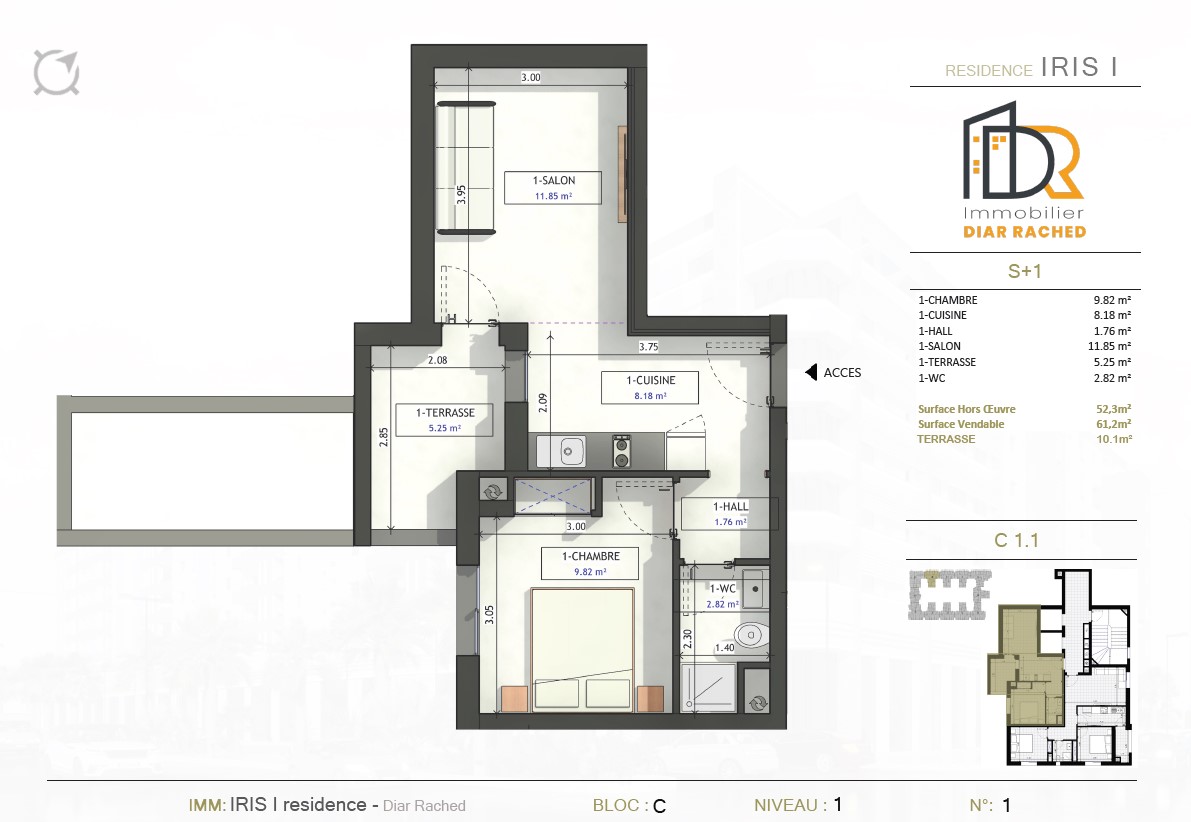 RESIDENCE IRIS I
DR
Immobilier
DIAR RACHED
S+1
1-CHAMBRE 9.82 m²
1-CUISINE 8.18 m²
1-HALL 1.76 m²
1-SALON 11.85 m²
1-TERRASSE 5.25 m²
1-WC 2.82 m²
Surface Hors Œuvre 52,3m²
Surface Vendable 61,2m²
TERRASSE 10.1m²
C 1.1
3.00
3.95
1-SALON
11.85 m²
H
2.08
3.75
ACCES
1-CUISINE
8.18 m²
2.09
1-TERRASSE
5.25 m²
2.85
1-HALL
1.76 m²
3.00
1-CHAMBRE
9.82 m²
3.05
1-WC
2.82 m²
2.30
1.40
IMM: IRIS I residence - Diar Rached
BLOC : C
NIVEAU : 1
N°: 1